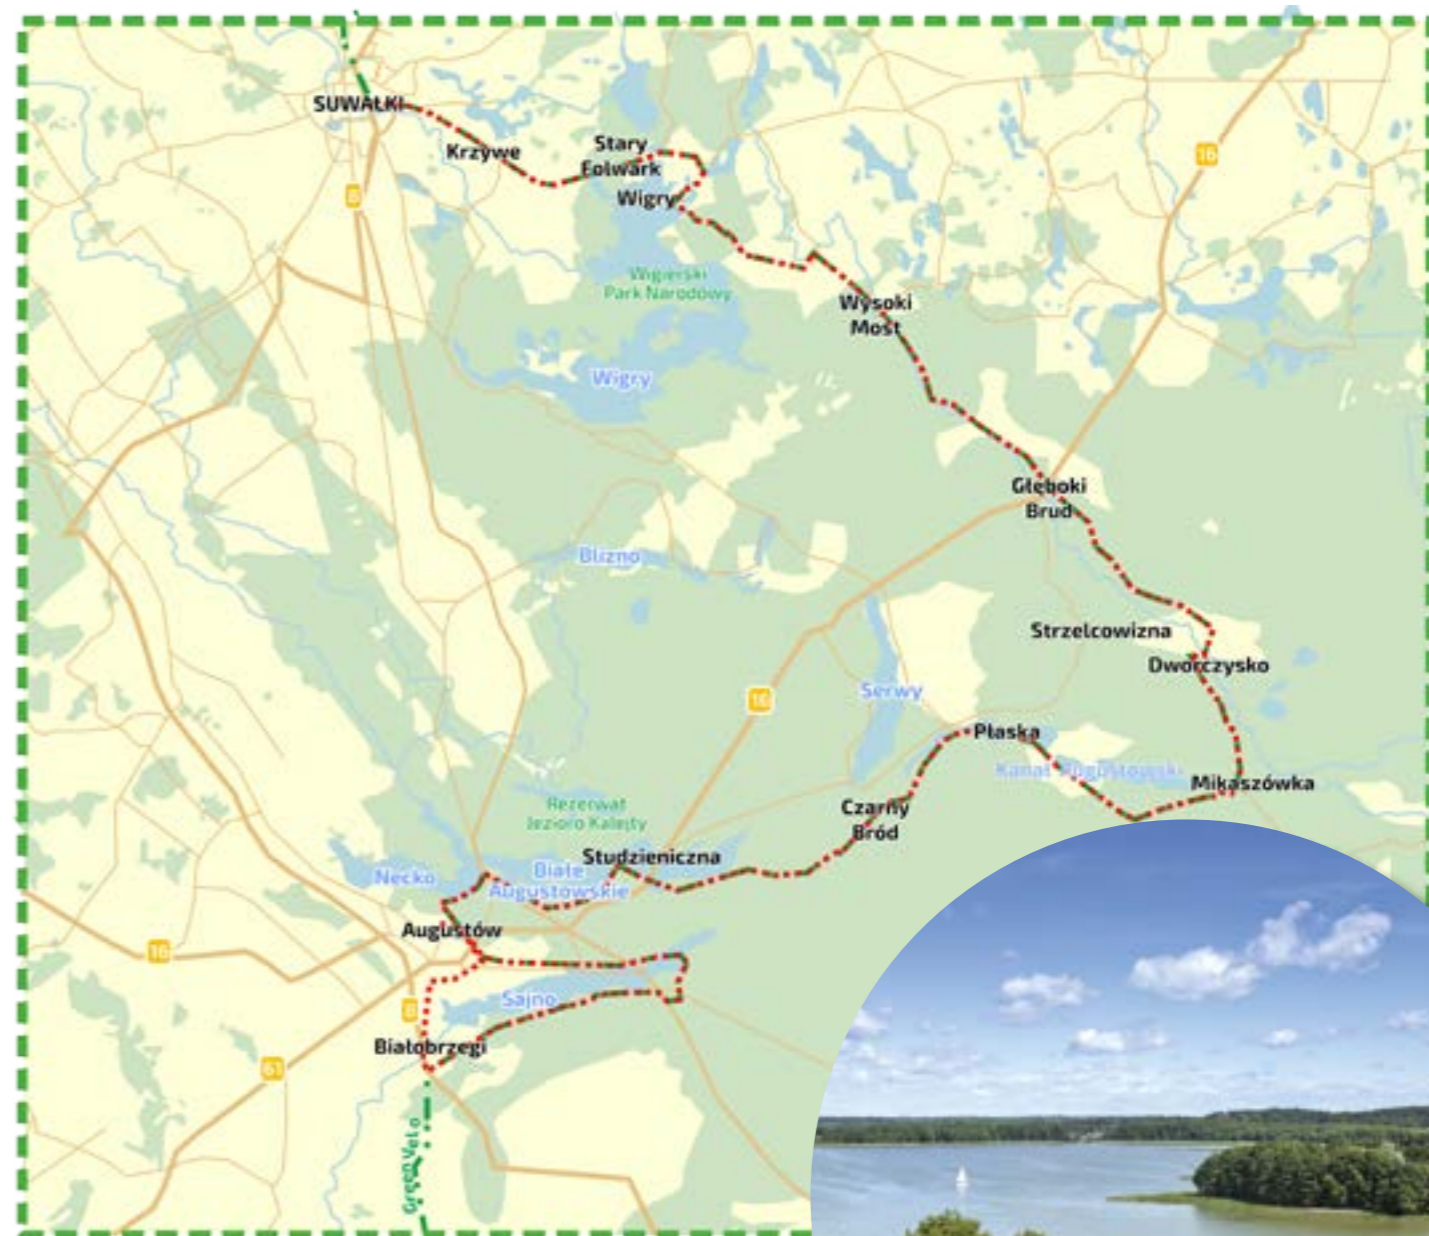 SUWAŁKI
Krzywe
Stary
Folwark
16
8
Wigry
Wigierski
Park Narodowy
Wysoki
Most
Wigry
Głęboki
Brud
Blizno
Strzelcowizna
Dworczysko
Serwy
16
Płaska
Kanał Augustowski
Mikaszówka
Czarny
Bród
Rezerwat
Jezioro Kalejty
Studzieniczna
Necko
Białe
Augustowskie
Augustów
16
Sajno
8
Białobrzegi
61
Green Velo